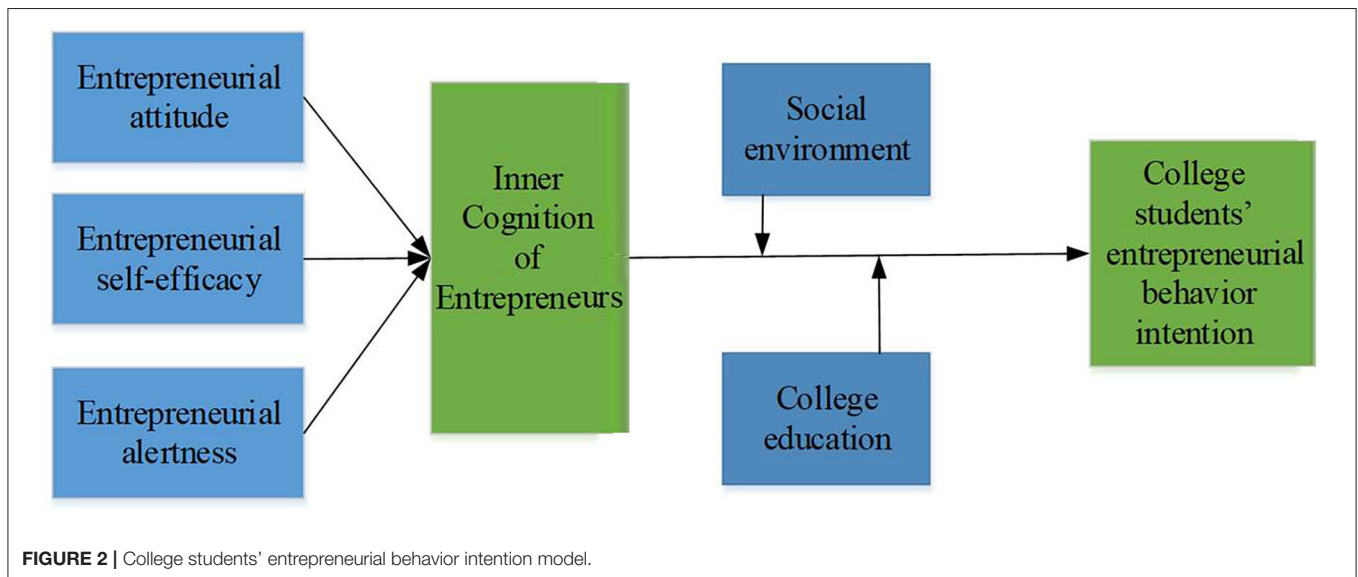 Entrepreneurial
attitude
Entrepreneurial
self-efficacy
Entrepreneurial
alertness
Inner
Cognition
of
Entrepreneurs
Social
environment
College
education
College
students’
entrepreneurial
behavior
intention
FIGURE 2 | College students’ entrepreneurial behavior intention model.